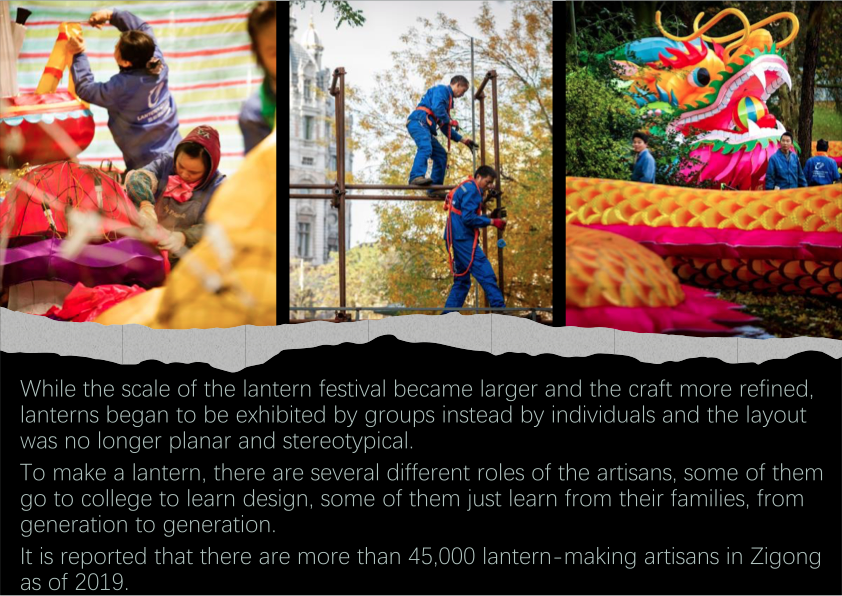 While the scale of the lantern festival became larger and the craft more refined,
lanterns began to be exhibited by groups instead by individuals and the layout
was no longer planar and stereotypical.
To make a lantern, there are several different roles of the artisans, some of them
go to college to learn design, some of them just learn from their families, from
generation to generation.
It is reported that there are more than 45,000 lantern-making artisans in Zigong
as of 2019.